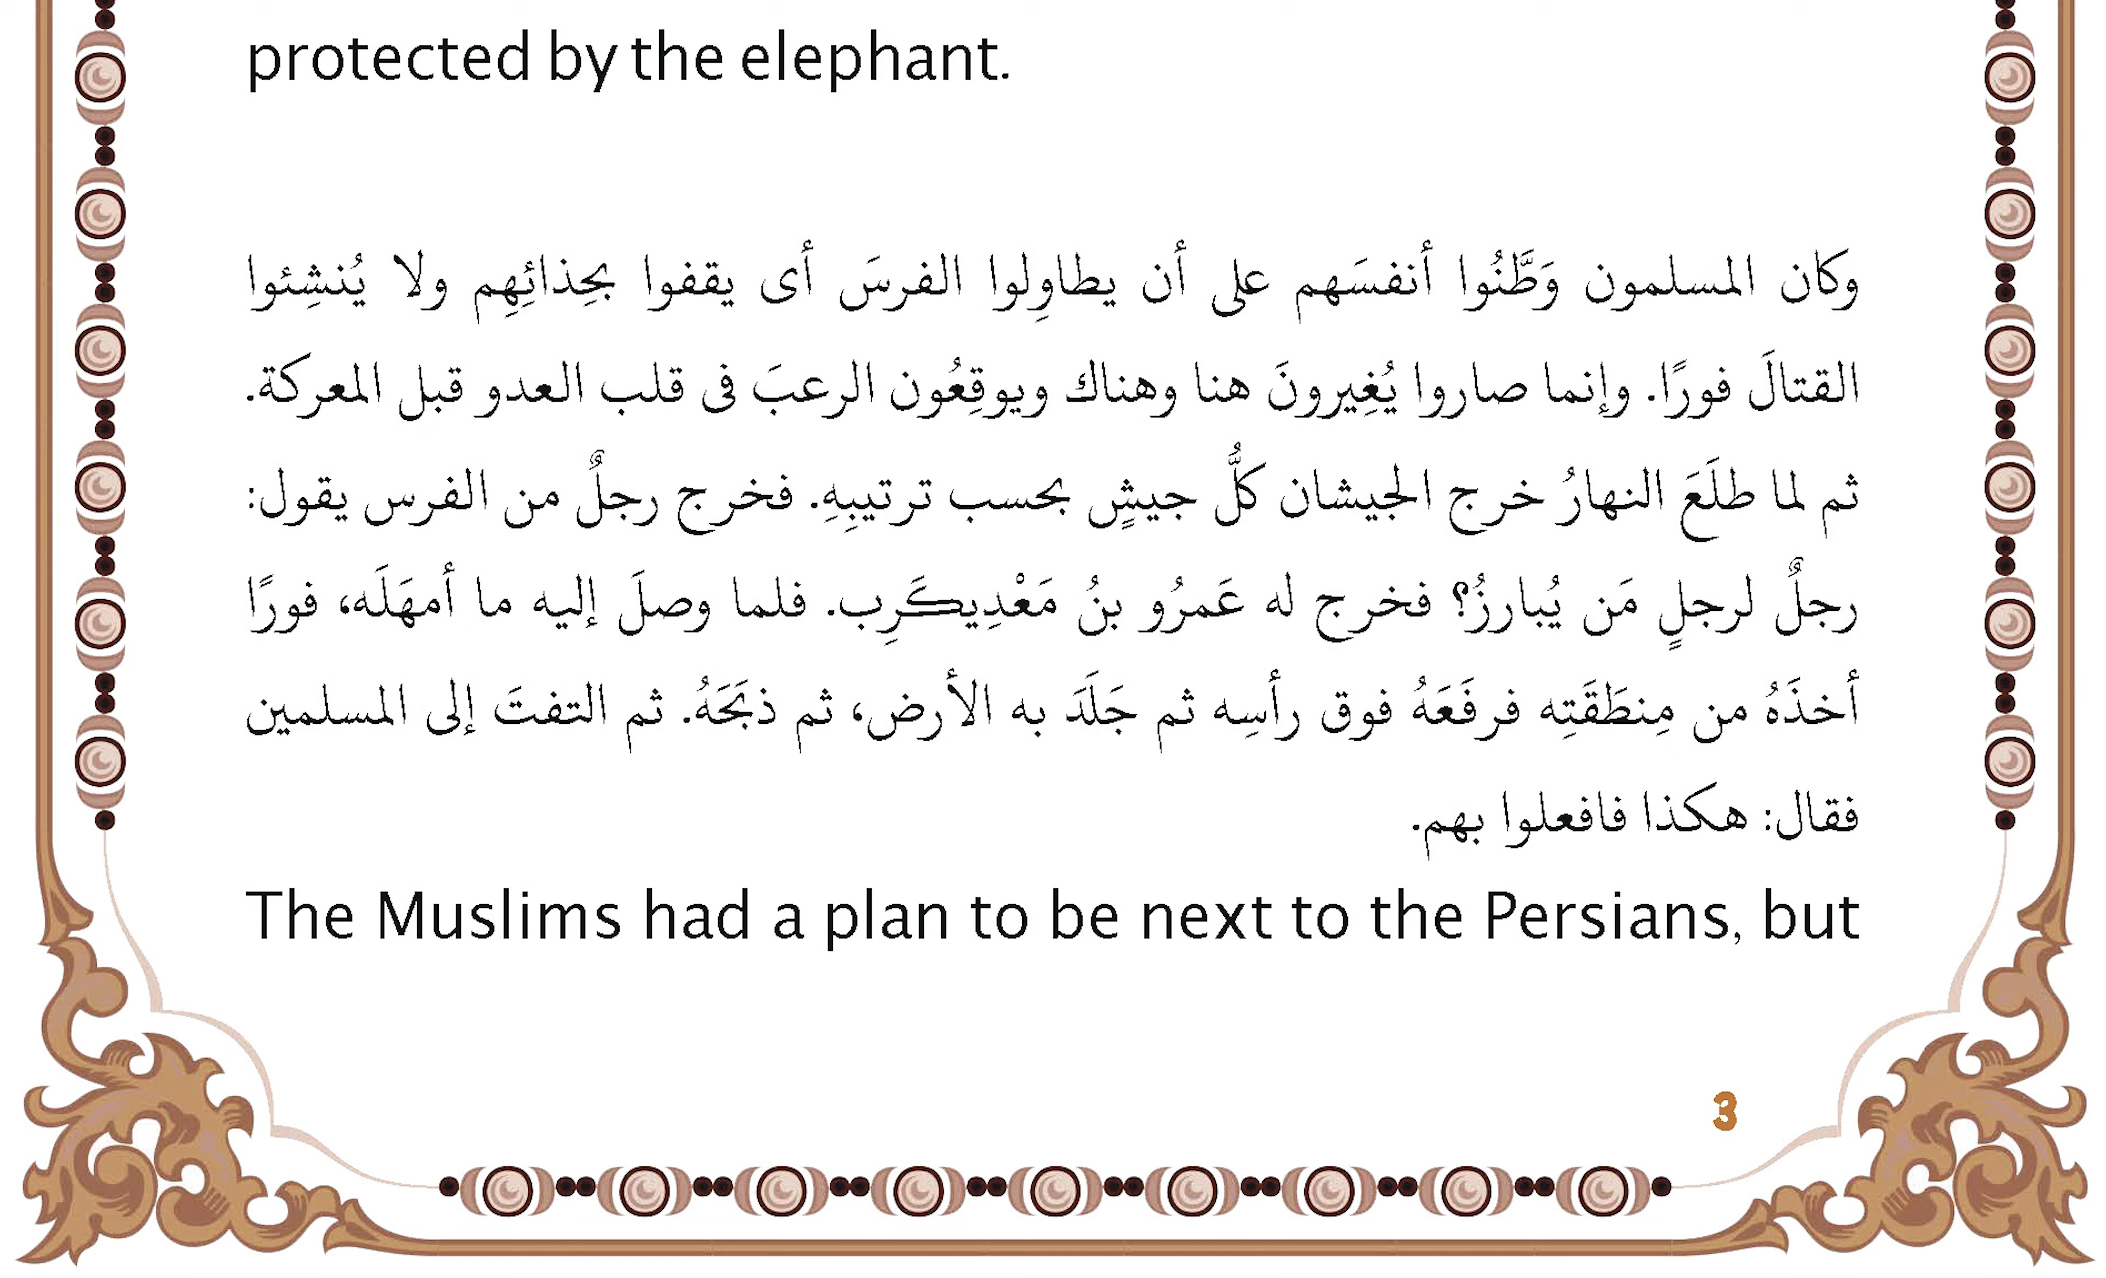 protected by the elephant.
وكان المسلمون وَطَّنُوا أنفسَهم على أن يطاوِلوا الفرسَ أى يقفوا بحِذائِهِم ولا يُنشِئوا
القتالَ فورًا. وإنما صاروا يُغِيرونَ هنا وهناك ويوقِعُون الرعبَ فى قلب العدو قبل المعركة.
ثم لما طلَعَ النهارُ خرج الجيشان كلُّ جيشٍ بحسب ترتيبِهِ. فخرج رجلٌ من الفرس يقول:
رجلٌ لرجلٍ مَن يُبارزُ؟ فخرج له عَمرُو بنُ مَعْدِيكَرِب. فلما وصلَ إليه ما أمهَلَه، فورًا
أخذَهُ من مِنطَقَتِه فرفَعَهُ فوق رأسِه ثم جَلَدَ به الأرض، ثم ذبَحَهُ. ثم التفتَ إلى المسلمين
فقال: هكذا فافعلوا بهم.
The Muslims had a plan to be next to the Persians, but
3